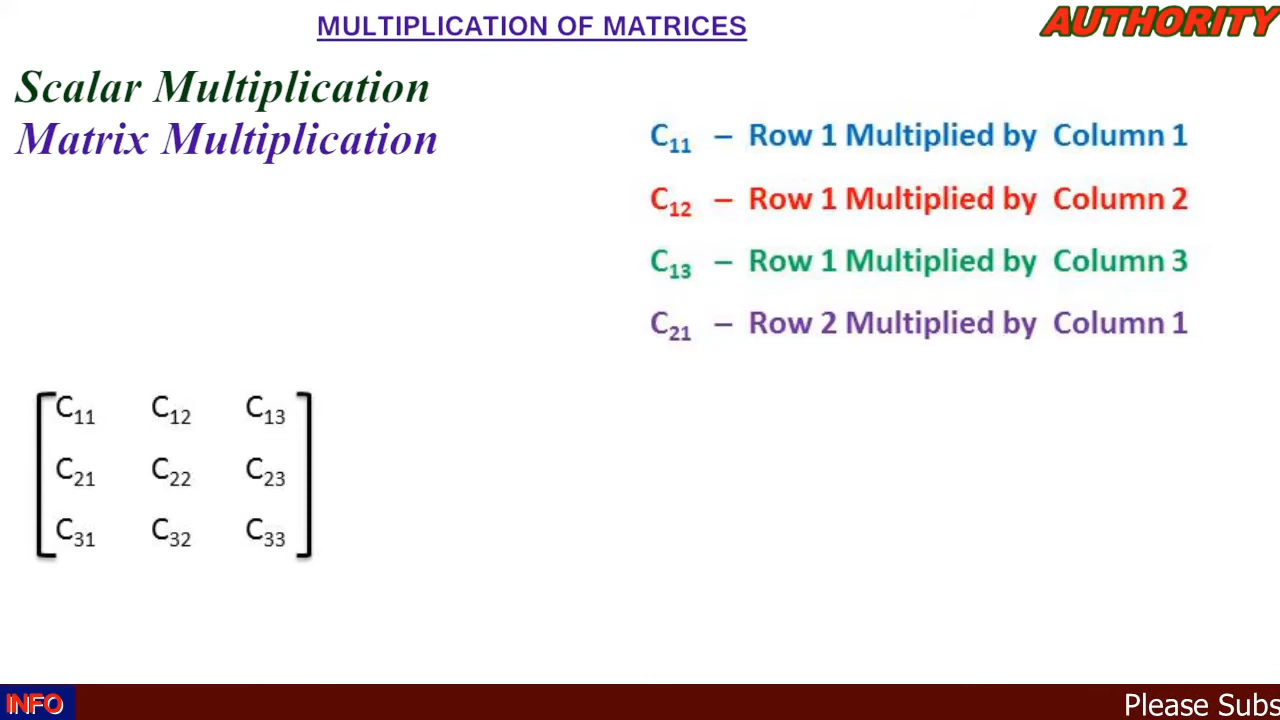 MULTIPLICATION OF MATRICES
AUTHORITY
Scalar Multiplication
Matrix Multiplication
C11 – Row 1 Multiplied by Column 1
C12 – Row 1 Multiplied by Column 2
C13 – Row 1 Multiplied by Column 3
C21 – Row 2 Multiplied by Column 1
C11 C12 C13
C21 C22 C23
C31 C32 C33
INFO
Please Subs